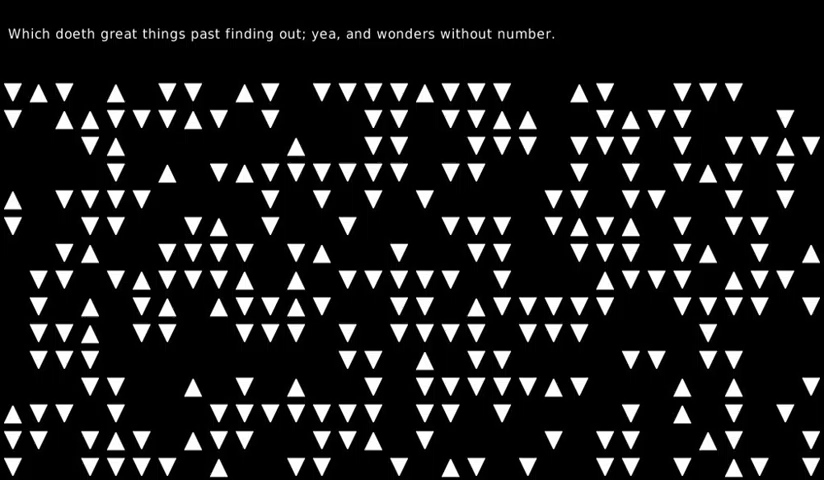 Which doeth great things past finding out; yea, and wonders without number.